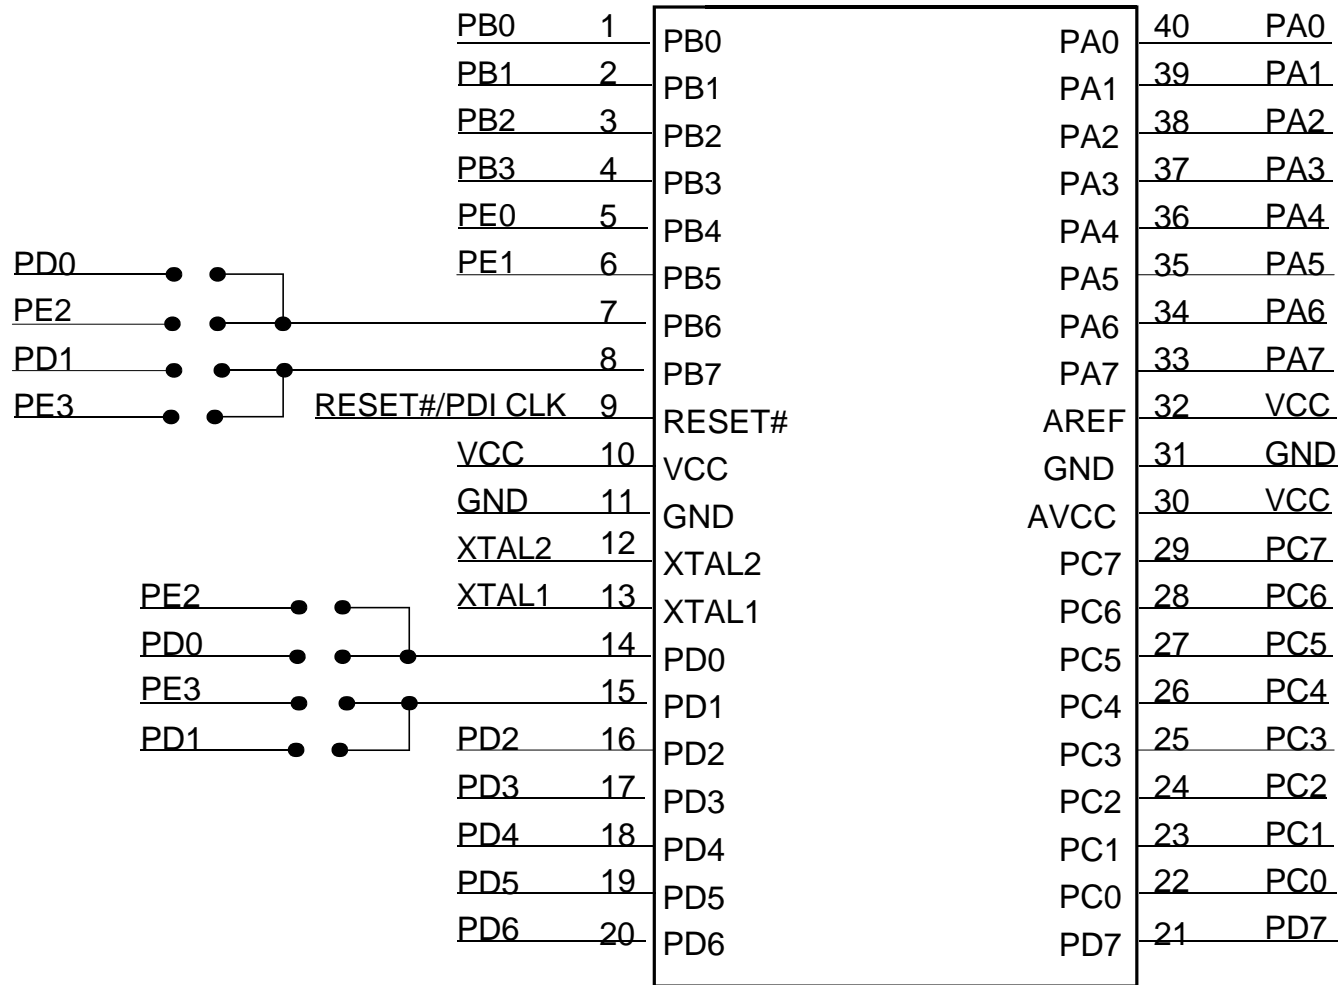 PB0 1 PB0 PA0 40 PA0
PB1 2 PB1 PA1 39 PA1
PB2 3 PB2 PA2 38 PA2
PB3 4 PB3 PA3 37 PA3
PE0 5 PB4 PA4 36 PA4
PD0 PE1 6 PB5 PA5 35 PA5
PE2 7 PB6 PA6 34 PA6
PD1 8 PB7 PA7 33 PA7
PE3 RESET#/PDI CLK 9 RESET# AREF 32 VCC
VCC 10 VCC GND 31 GND
GND 11 GND AVCC 30 VCC
XTAL2 12 XTAL2 PC7 29 PC7
PE2 XTAL1 13 XTAL1 PC6 28 PC6
PD0 14 PD0 PC5 27 PC5
PE3 15 PD1 PC4 26 PC4
PD1 PD2 16 PD2 PC3 25 PC3
PD3 17 PD3 PC2 24 PC2
PD4 18 PD4 PC1 23 PC1
PD5 19 PD5 PC0 22 PC0
PD6 20 PD6 PD7 21 PD7